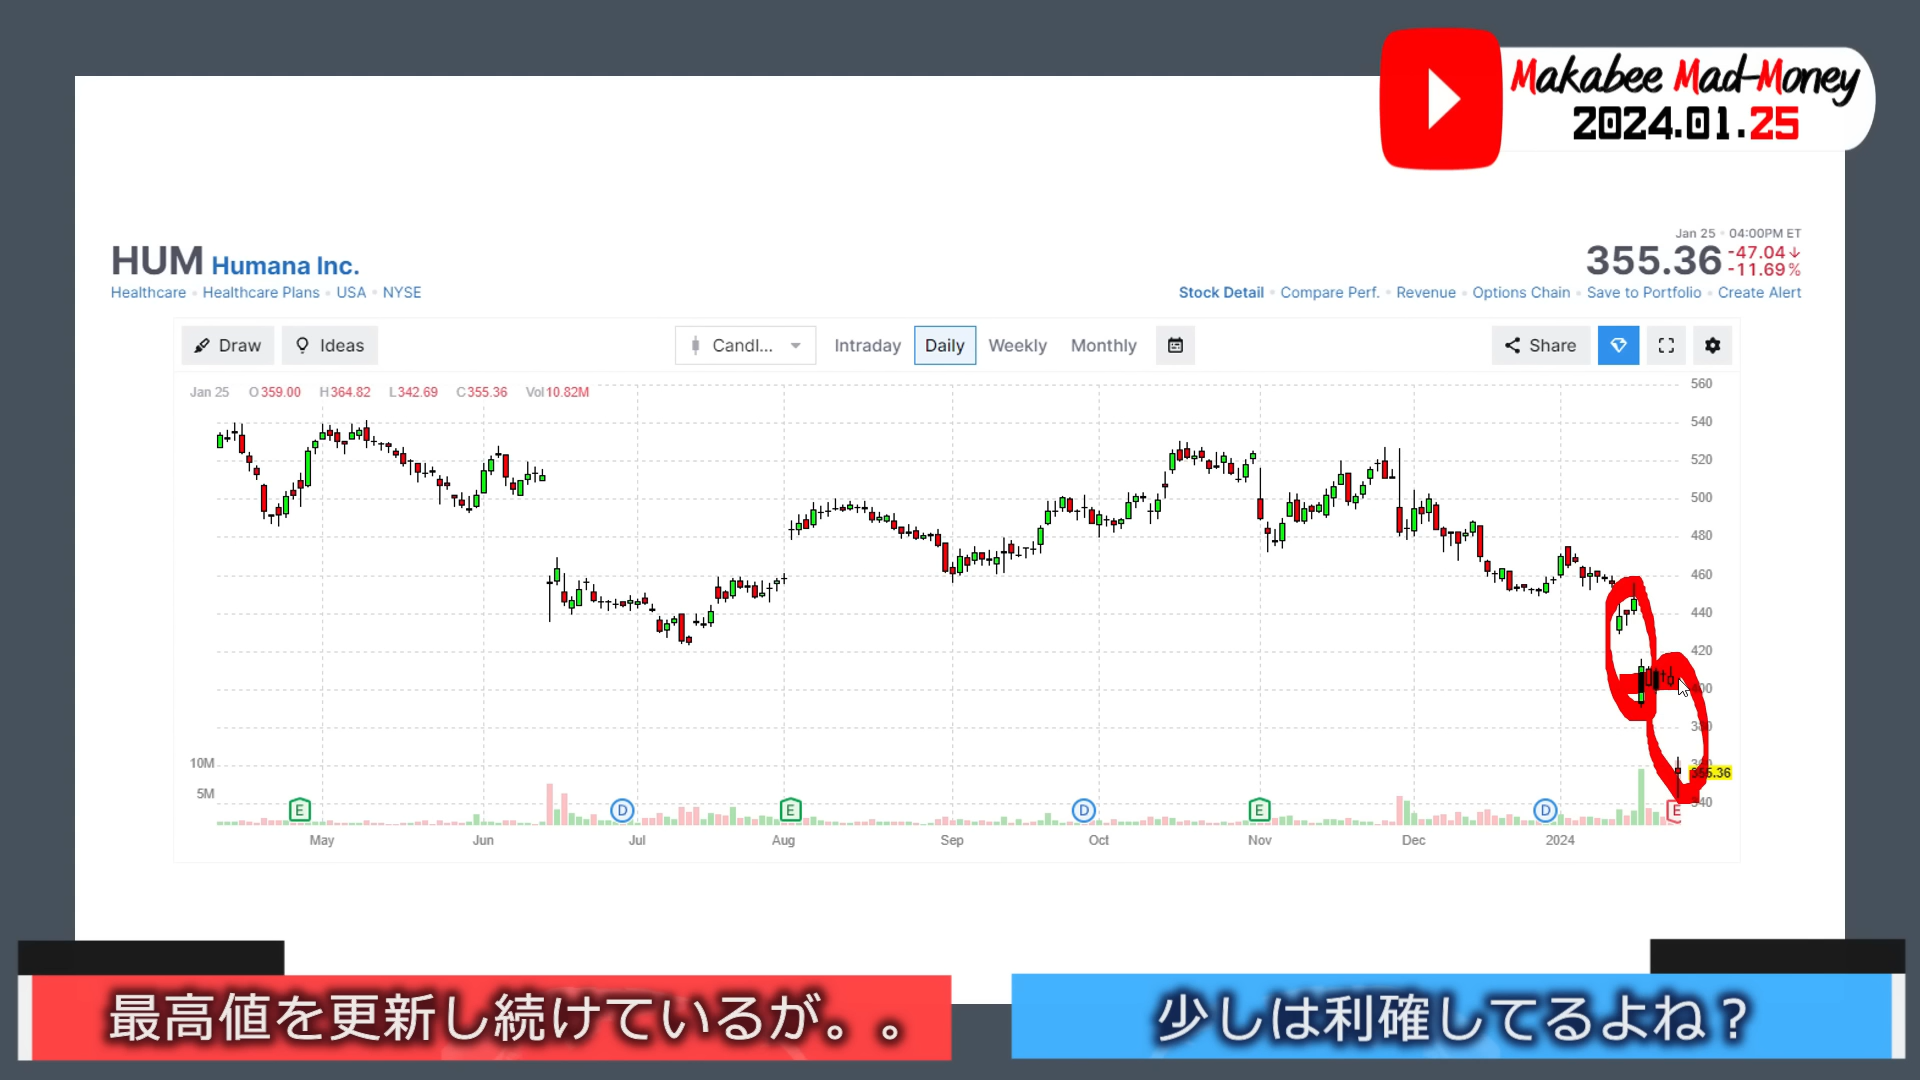 Makabee Mad-Money
2024.01.25
Jan 25 • 04:00PM ET
HUM Humana Inc.
355.36 -47.04↓
-11.69%
Healthcare • Healthcare Plans • USA • NYSE
Stock Detail • Compare Perf. • Revenue • Options Chain • Save to Portfolio • Create Alert
Draw Ideas Candl... Intraday Daily Weekly Monthly Share
Jan 25 O359.00 H364.82 L342.69 C355.36 Vol10.82M
560
540
520
500
480
460
440
420
355.36
10M
5M
E D E D E D E
May Jun Jul Aug Sep Oct Nov Dec 2024
最高値を更新し続けているが。。
少しは利確してるよね？